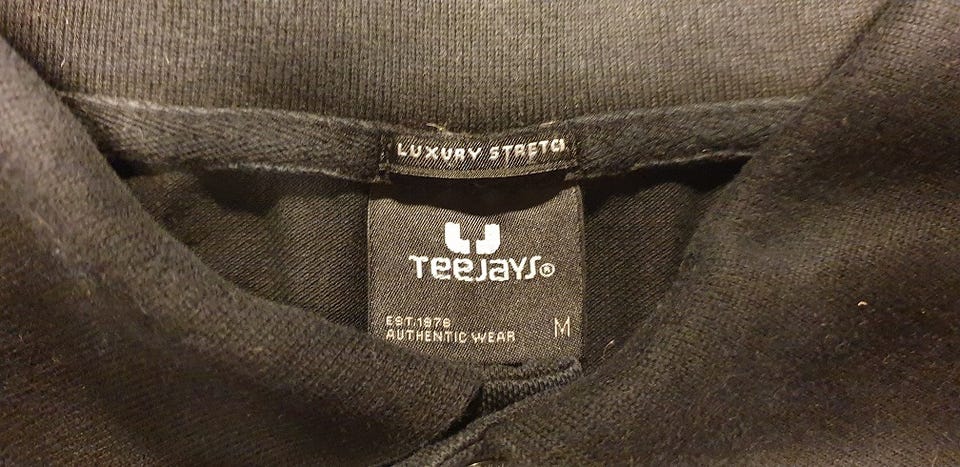 LUXURY STRETCH
TEEJAYS®
EST.1978
AUTHENTIC WEAR
M